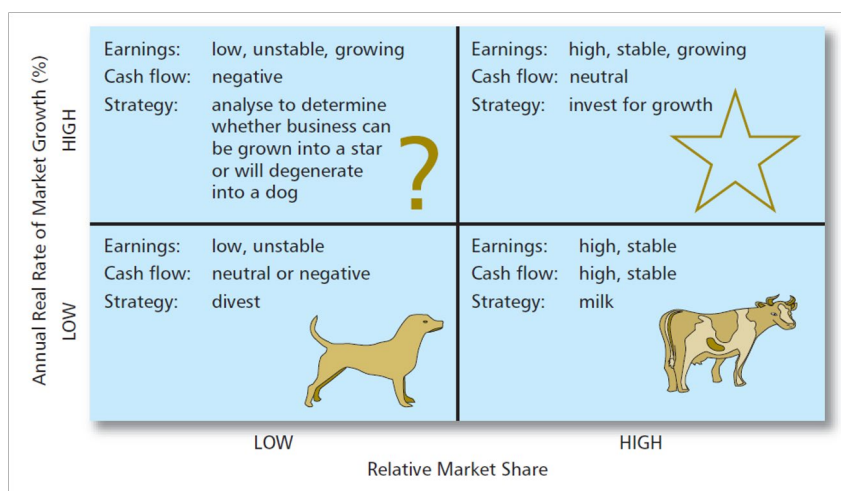 Annual Real Rate of Market Growth (%)
HIGH
LOW
Earnings: low, unstable, growing
Cash flow: negative
Strategy: analyse to determine
whether business can
be grown into a star
or will degenerate
into a dog
?
Earnings: high, stable, growing
Cash flow: neutral
Strategy: invest for growth
Earnings: low, unstable
Cash flow: neutral or negative
Strategy: divest
Earnings: high, stable
Cash flow: high, stable
Strategy: milk
LOW
HIGH
Relative Market Share